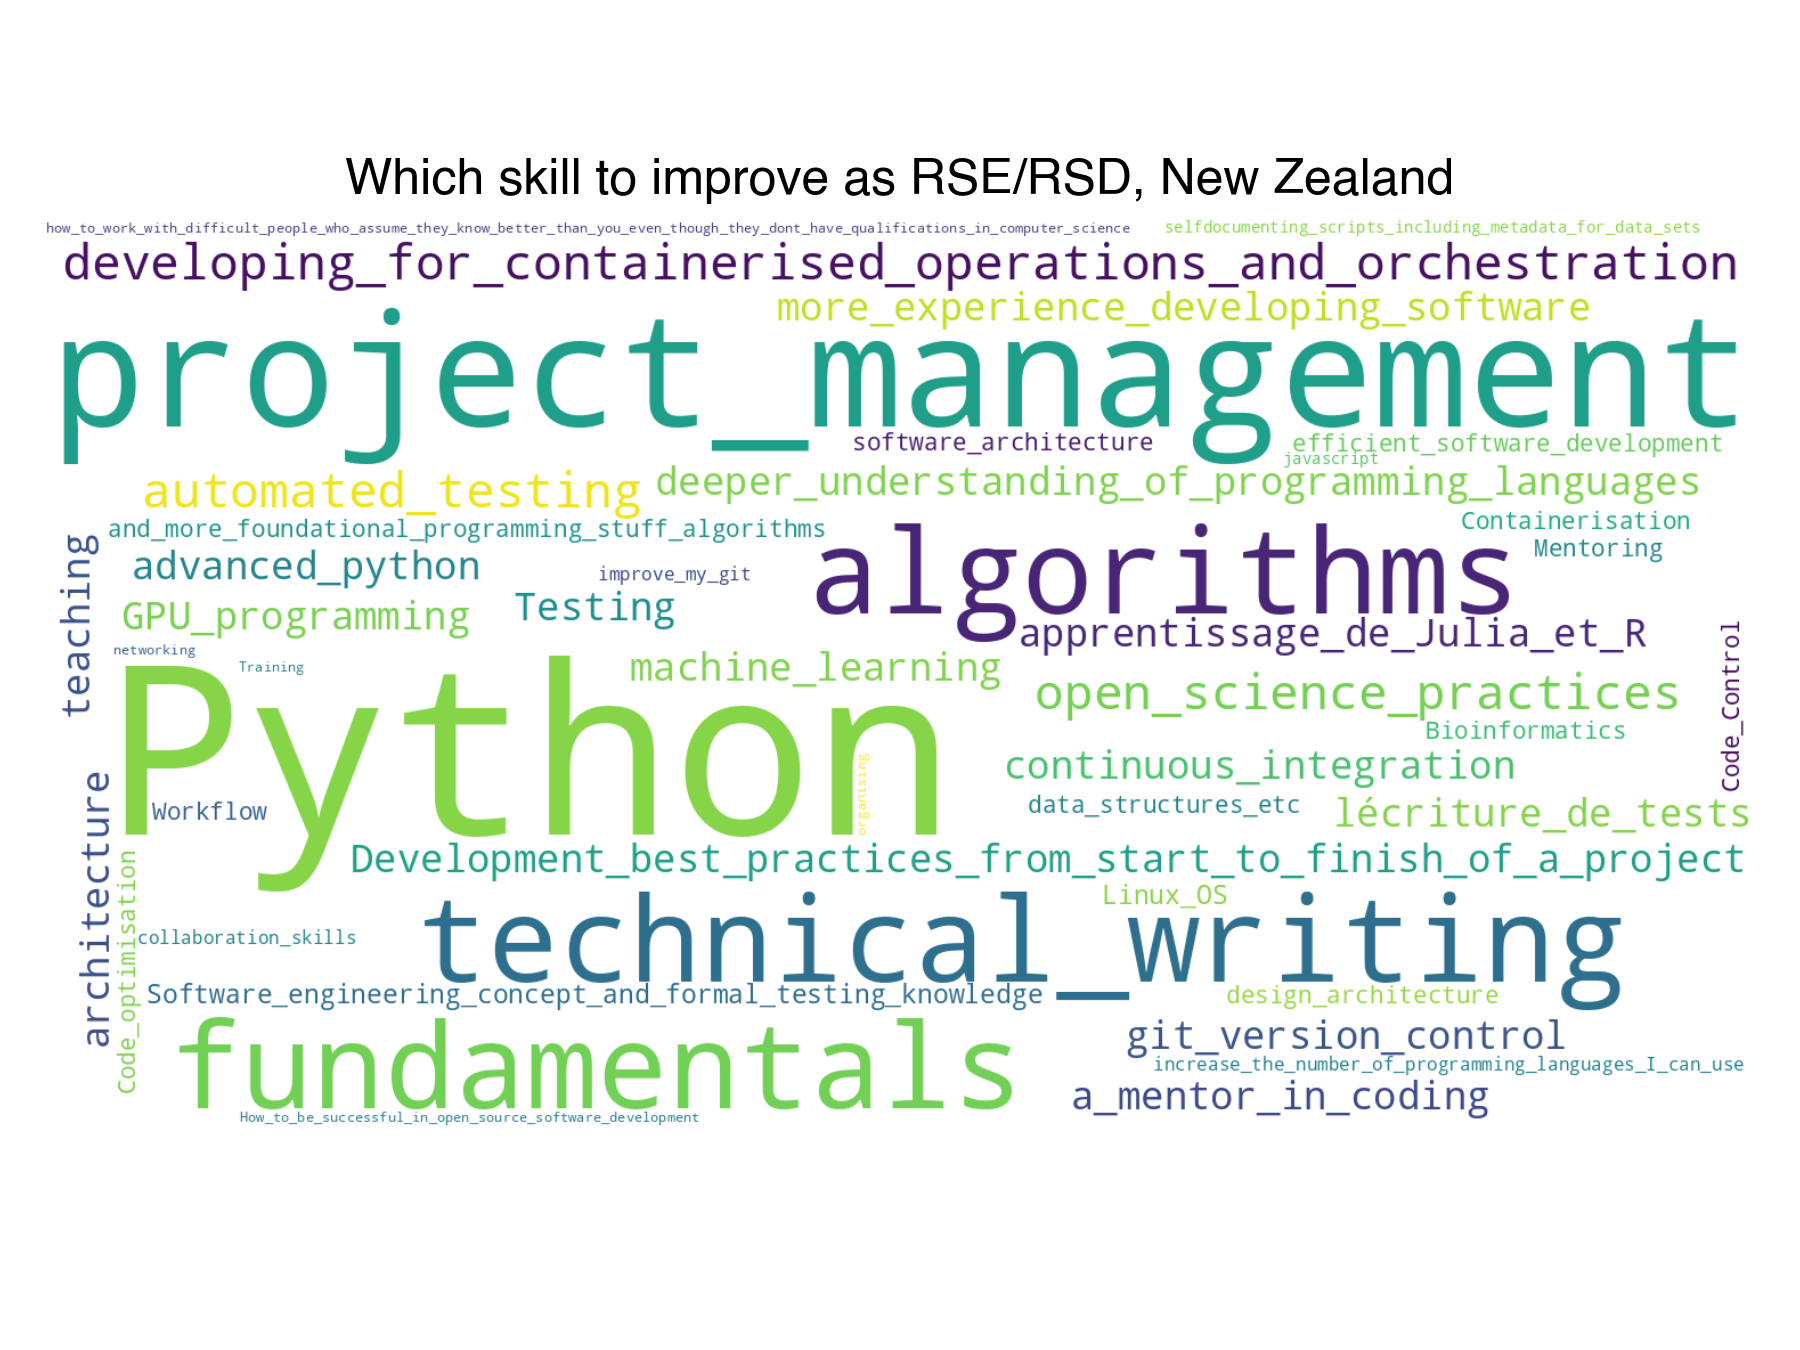 Which skill to improve as RSE/RSD, New Zealand
how_to_work_with_difficult_people_who_assume_they_know_better_than_you_even_though_they_dont_have_qualifications_in_computer_science
selfdocumenting_scripts_including_metadata_for_data_sets
developing_for_containerised_operations_and_orchestration
more_experience_developing_software
project_management
software_architecture
efficient_software_development
javascript
automated_testing
deeper_understanding_of_programming_languages
and_more_foundational_programming_stuff_algorithms
Containerisation
Mentoring
teaching
advanced_python
improve_my_git
algorithms
GPU_programming
Testing
apprentissage_de_Julia_et_R
Code_Control
networking
Training
machine_learning
open_science_practices
Python
Bioinformatics
continuous_integration
organising
architecture
Workflow
data_structures_etc
lécriture_de_tests
Development_best_practices_from_start_to_finish_of_a_project
Code_optimisation
Linux_OS
collaboration_skills
technical_writing
Software_engineering_concept_and_formal_testing_knowledge
design_architecture
fundamentals
git_version_control
increase_the_number_of_programming_languages_I_can_use
a_mentor_in_coding
How_to_be_successful_in_open_source_software_development